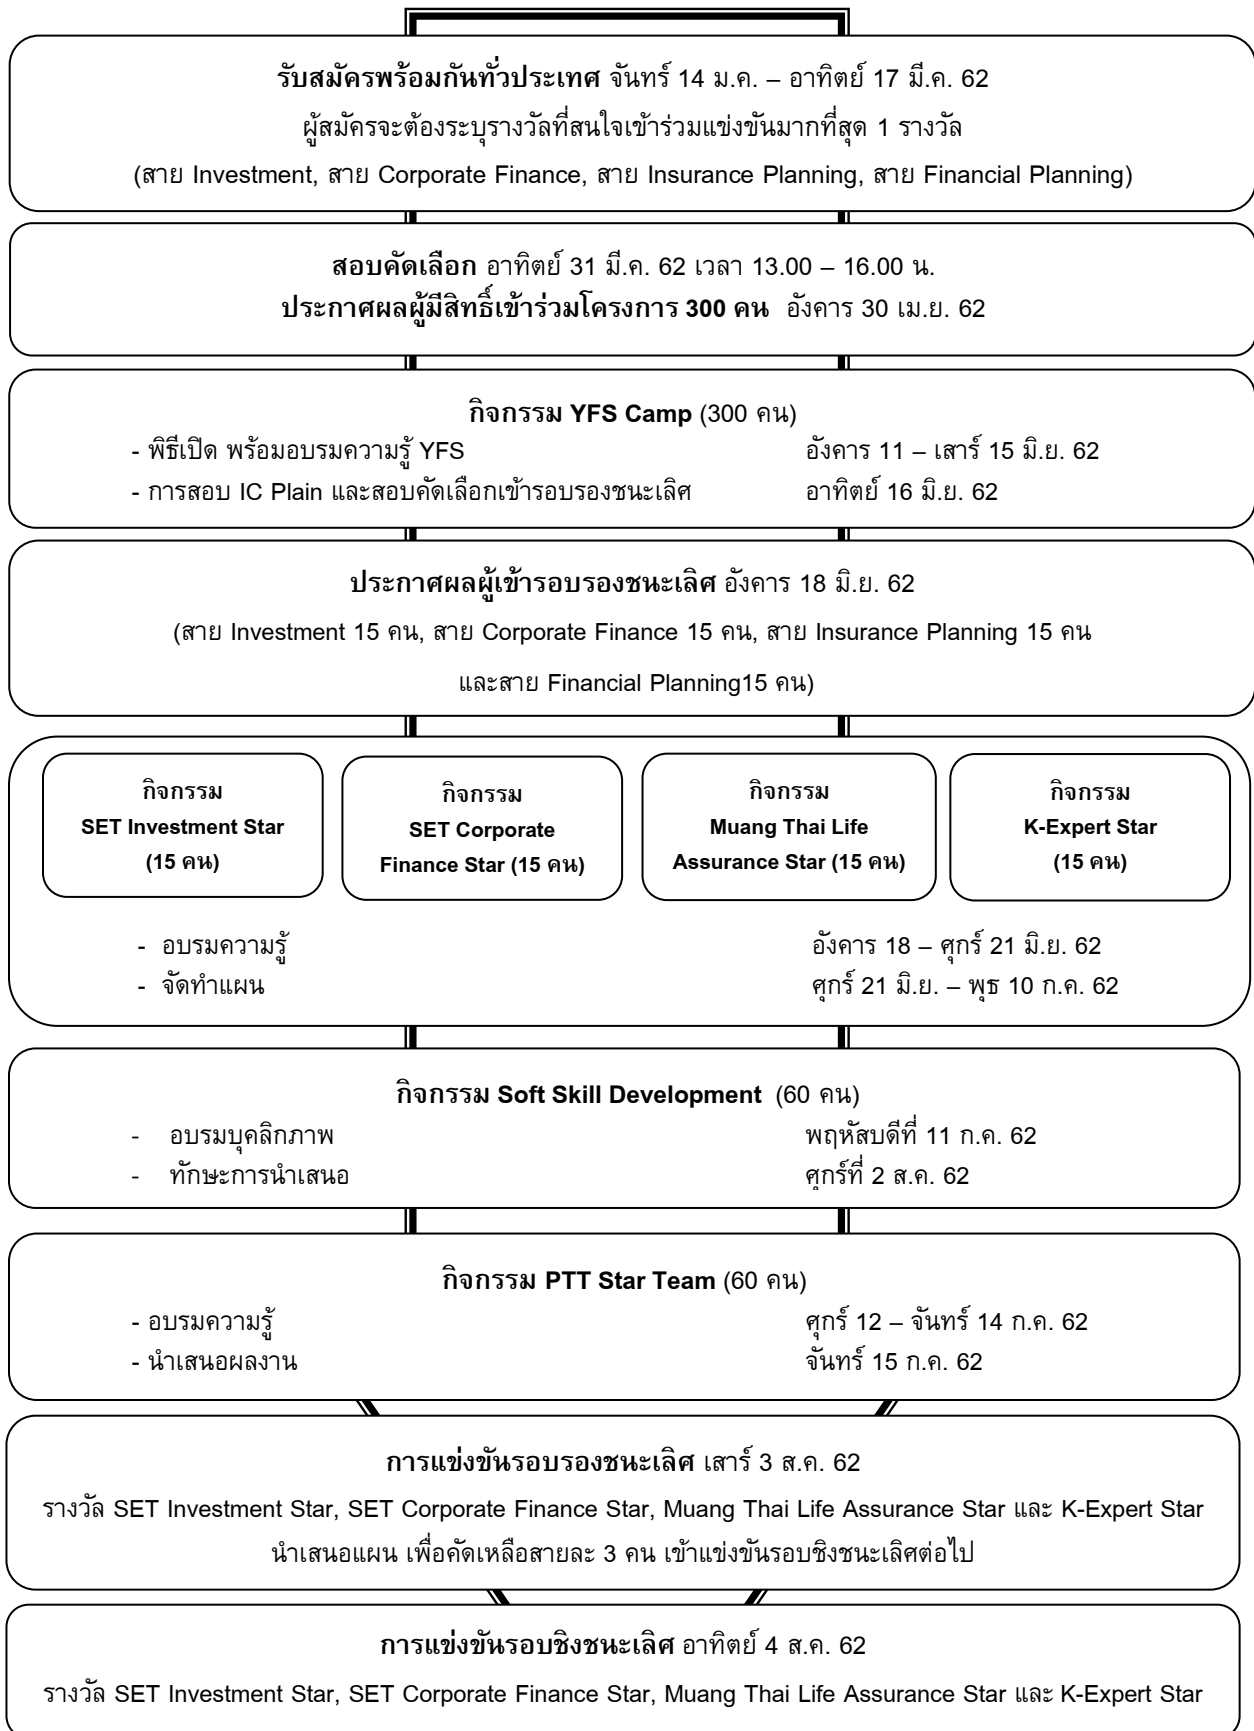 รับสมัครพร้อมกันทั่วประเทศ จันทร์ 14 ม.ค. – อาทิตย์ 17 มี.ค. 62
ผู้สมัครจะต้องระบุรางวัลที่สนใจเข้าร่วมแข่งขันมากที่สุด 1 รางวัล
(สาย Investment, สาย Corporate Finance, สาย Insurance Planning, สาย Financial Planning)
สอบคัดเลือก อาทิตย์ 31 มี.ค. 62 เวลา 13.00 – 16.00 น.
ประกาศผลผู้มีสิทธิ์เข้าร่วมโครงการ 300 คน อังคาร 30 เม.ย. 62
กิจกรรม YFS Camp (300 คน)
- พิธีเปิด พร้อมอบรมความรู้ YFS อังคาร 11 – เสาร์ 15 มิ.ย. 62
- การสอบ IC Plain และสอบคัดเลือกเข้ารอบรองชนะเลิศ อาทิตย์ 16 มิ.ย. 62
ประกาศผลผู้เข้ารอบรองชนะเลิศ อังคาร 18 มิ.ย. 62
(สาย Investment 15 คน, สาย Corporate Finance 15 คน, สาย Insurance Planning 15 คน
และสาย Financial Planning15 คน)
กิจกรรม
SET Investment Star
(15 คน)
กิจกรรม
SET Corporate
Finance Star (15 คน)
กิจกรรม
Muang Thai Life
Assurance Star (15 คน)
กิจกรรม
K-Expert Star
(15 คน)
- อบรมความรู้ อังคาร 18 – ศุกร์ 21 มิ.ย. 62
- จัดทำแผน ศุกร์ 21 มิ.ย. – พุธ 10 ก.ค. 62
กิจกรรม Soft Skill Development (60 คน)
- อบรมบุคลิกภาพ พฤหัสบดีที่ 11 ก.ค. 62
- ทักษะการนำเสนอ ศุกร์ที่ 2 ส.ค. 62
กิจกรรม PTT Star Team (60 คน)
- อบรมความรู้ ศุกร์ 12 – จันทร์ 14 ก.ค. 62
- นำเสนอผลงาน จันทร์ 15 ก.ค. 62
การแข่งขันรอบรองชนะเลิศ เสาร์ 3 ส.ค. 62
รางวัล SET Investment Star, SET Corporate Finance Star, Muang Thai Life Assurance Star และ K-Expert Star
นำเสนอแผน เพื่อคัดเหลือสายละ 3 คน เข้าแข่งขันรอบชิงชนะเลิศต่อไป
การแข่งขันรอบชิงชนะเลิศ อาทิตย์ 4 ส.ค. 62
รางวัล SET Investment Star, SET Corporate Finance Star, Muang Thai Life Assurance Star และ K-Expert Star